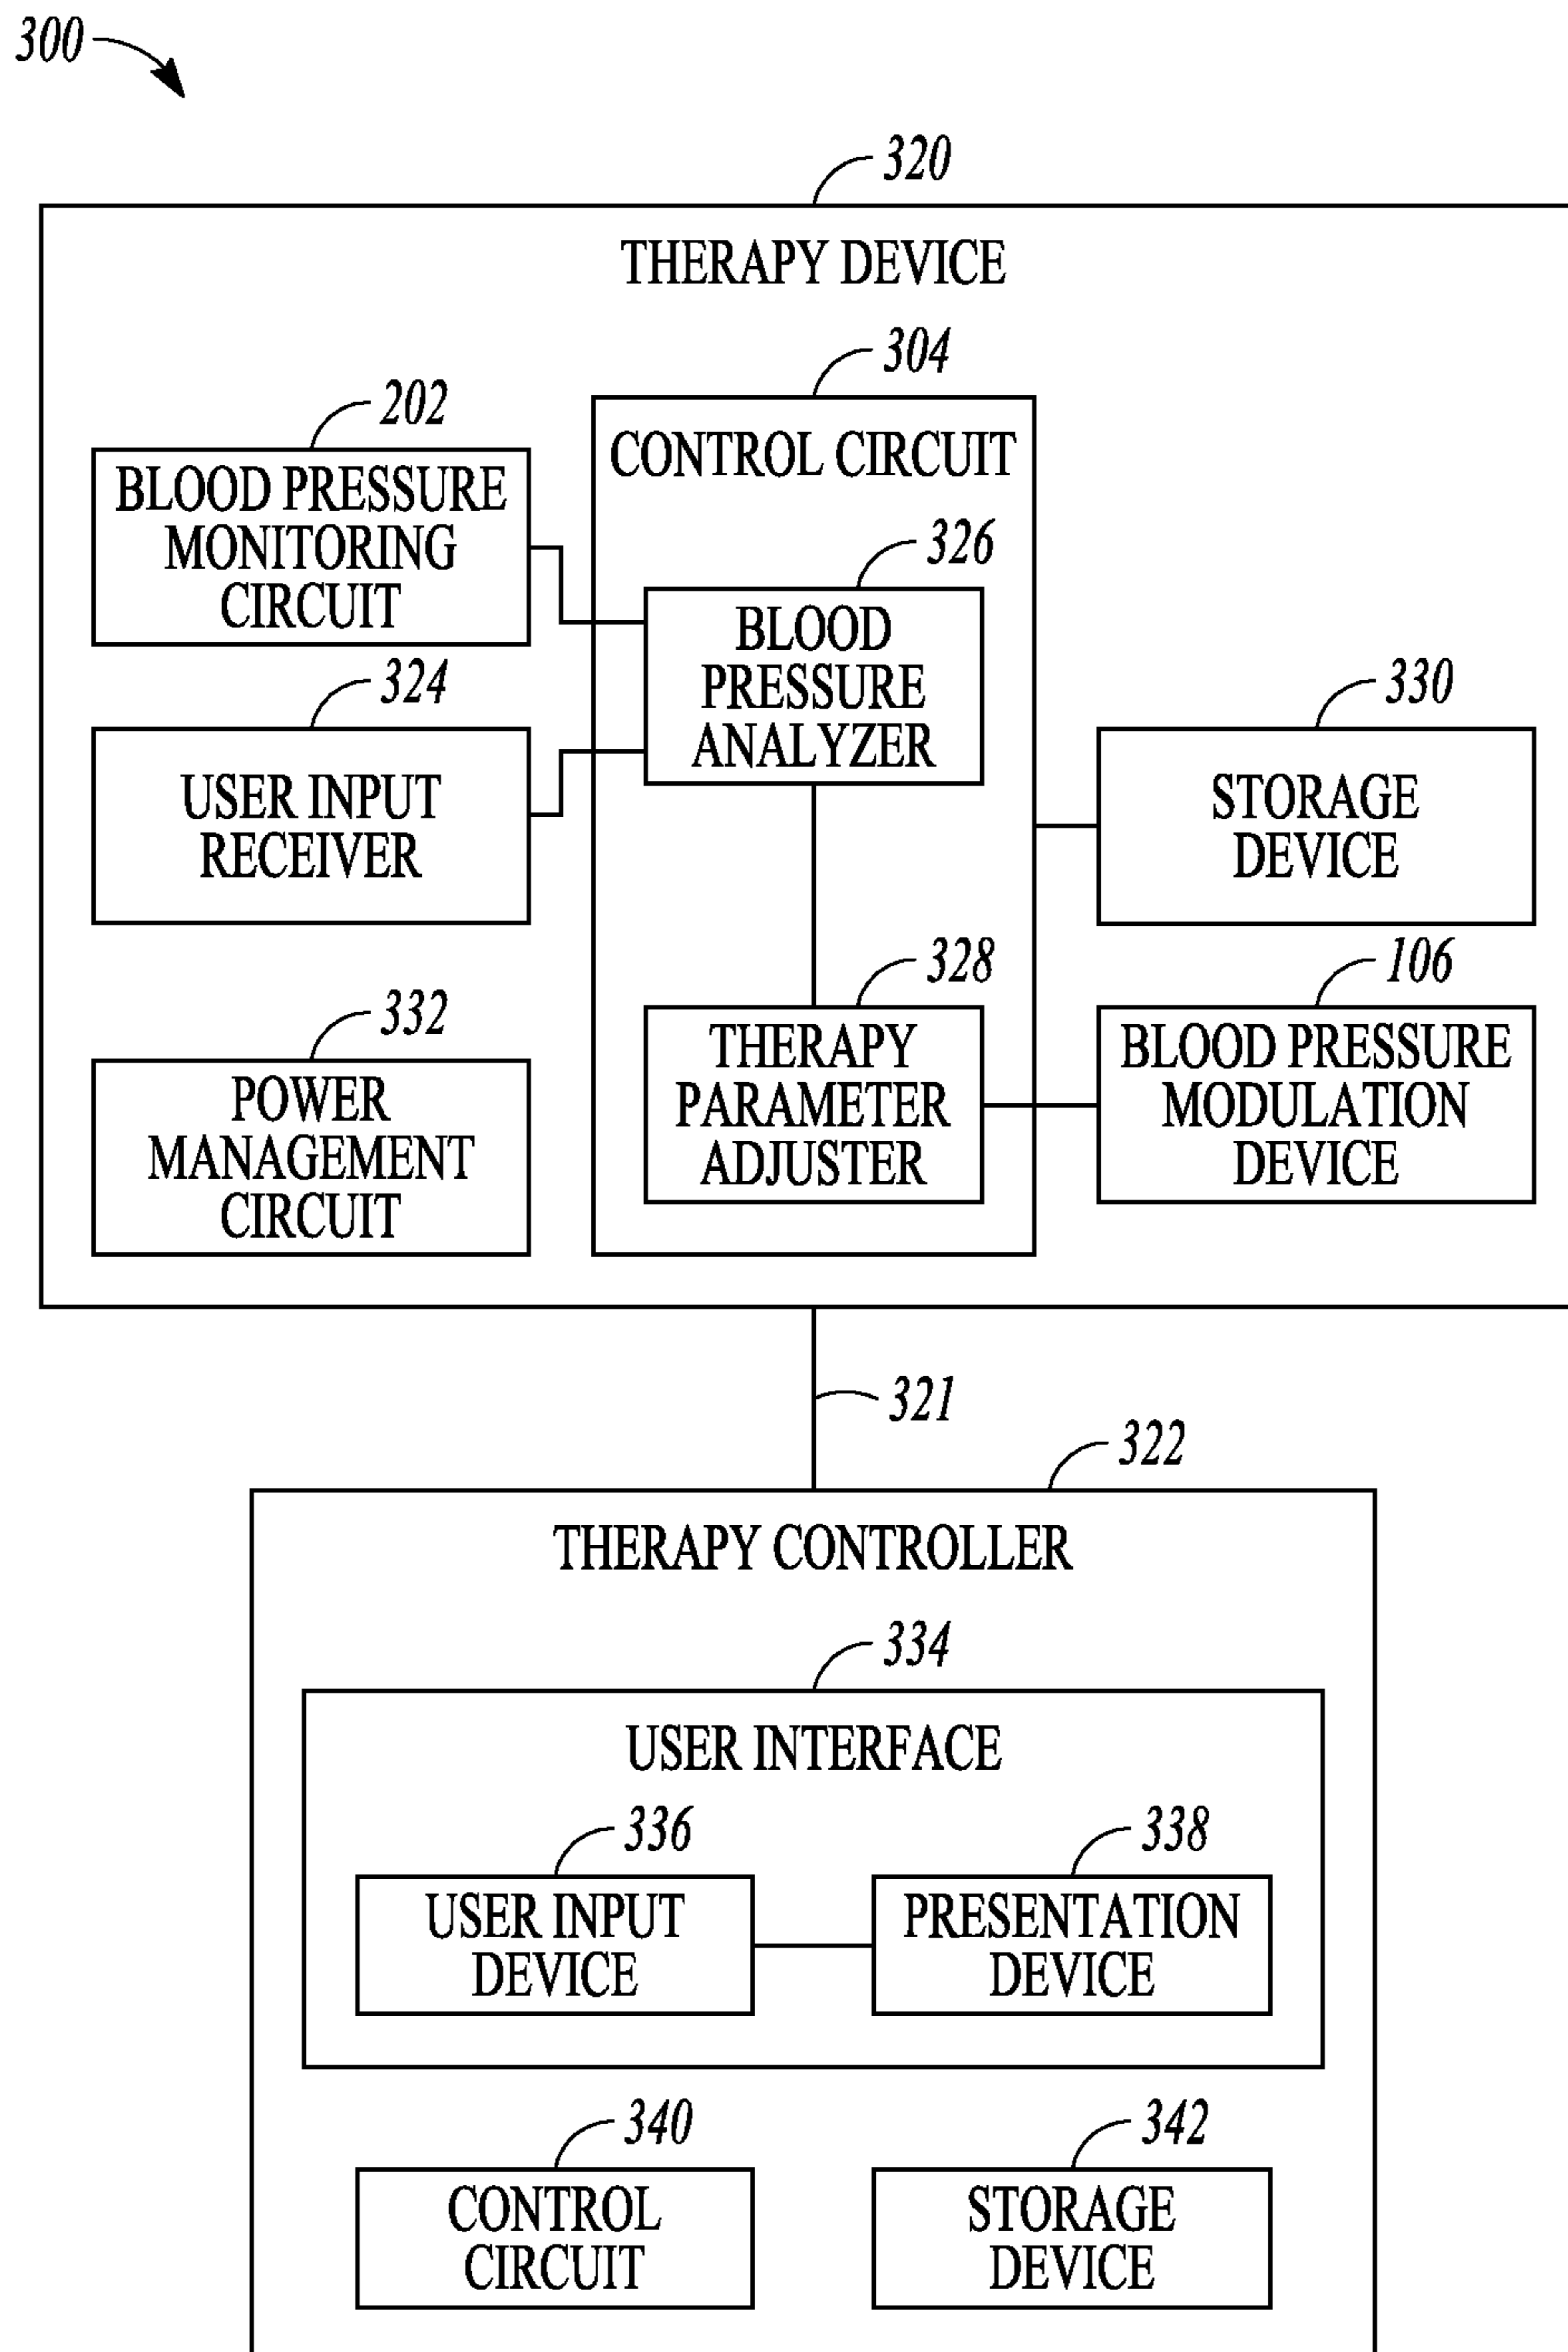 300
320
THERAPY DEVICE
304
202
CONTROL CIRCUIT
BLOOD PRESSURE
MONITORING
CIRCUIT
326
BLOOD
PRESSURE
ANALYZER
324
USER INPUT
RECEIVER
330
STORAGE
DEVICE
328
THERAPY
PARAMETER
ADJUSTER
106
BLOOD PRESSURE
MODULATION
DEVICE
332
POWER
MANAGEMENT
CIRCUIT
321
322
THERAPY CONTROLLER
334
USER INTERFACE
336
USER INPUT
DEVICE
338
PRESENTATION
DEVICE
340
CONTROL
CIRCUIT
342
STORAGE
DEVICE